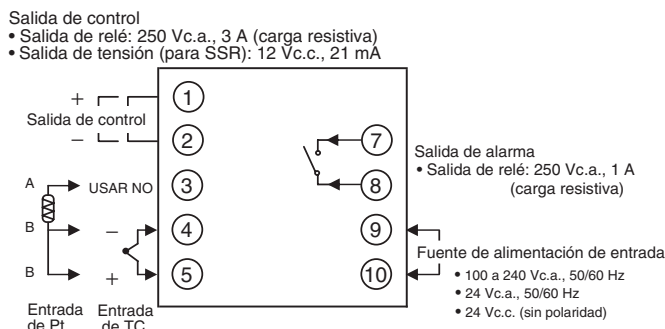 Salida de control
• Salida de relé: 250 Vc.a., 3 A (carga resistiva)
• Salida de tensión (para SSR): 12 Vc.c., 21 mA
+
Salida de control
−
1
2
3
4
5
7
8
9
10
A
USAR NO
B
−
B
+
Entrada de Pt
Entrada de TC
Salida de alarma
• Salida de relé: 250 Vc.a., 1 A
(carga resistiva)
Fuente de alimentación de entrada
• 100 a 240 Vc.a., 50/60 Hz
• 24 Vc.a., 50/60 Hz
• 24 Vc.c. (sin polaridad)